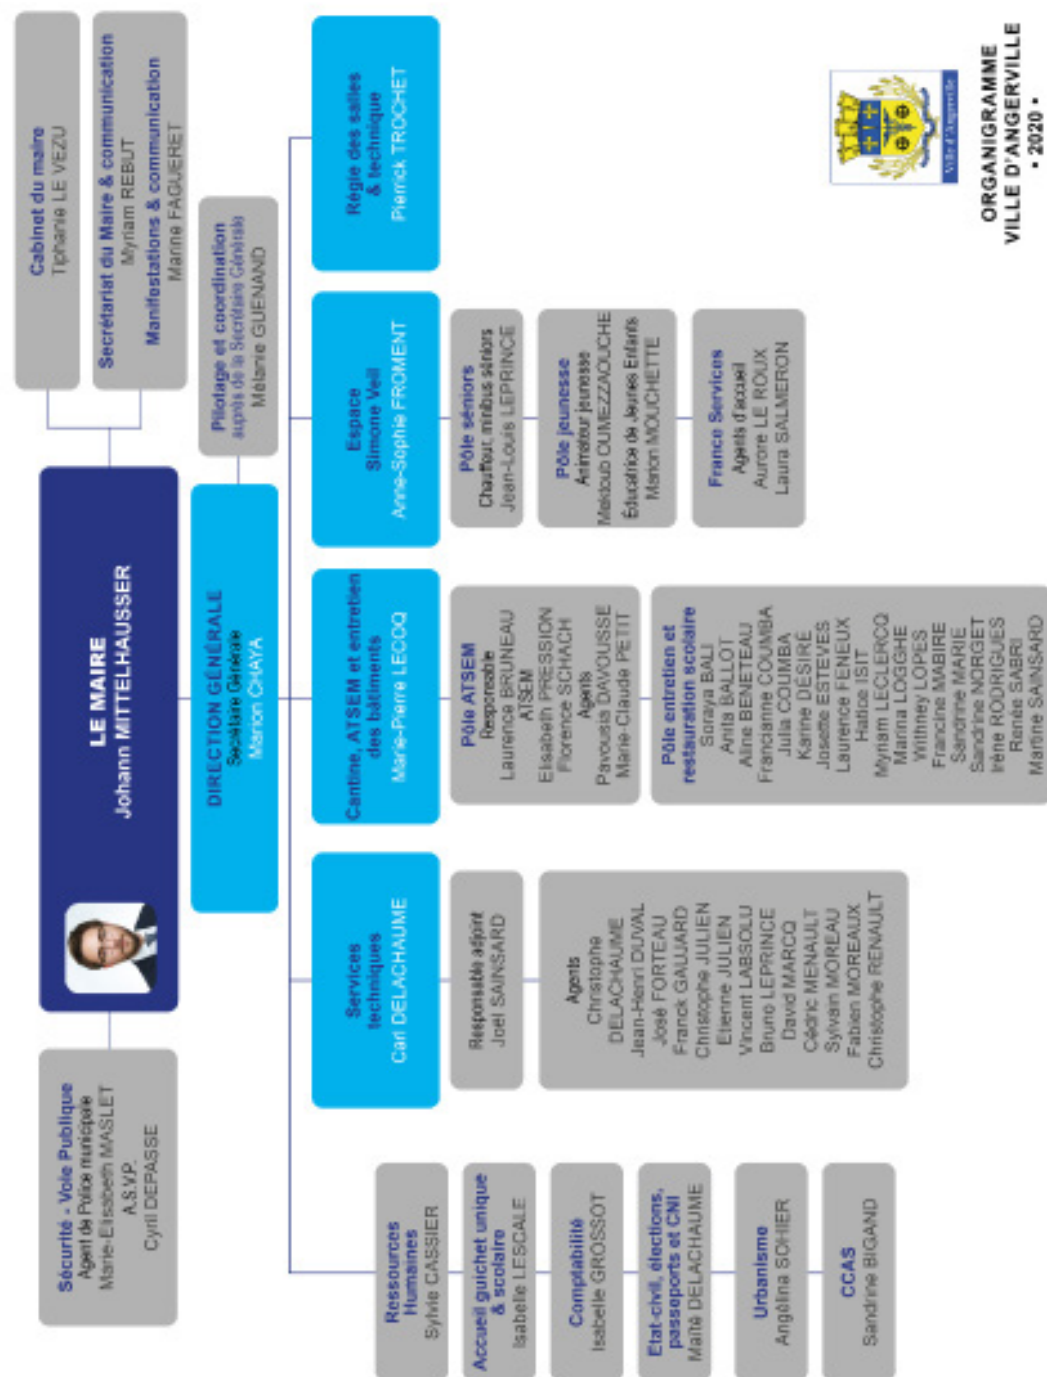 LE MAIRE
Johann MITTELHAUSSER
Sécurité - Voie Publique
Agent de Police municipale
Marie-Elisabeth MASLET
A.S.V.P.
Cyril DEPASSE
Cabinet du maire
Tiphanie LE VEZU
Secrétariat du Maire & communication
Myriam REBUT
Manifestations & communication
Marine FAGUERET
DIRECTION GÉNÉRALE
Secrétaire Générale
Marion CHAYA
Pilotage et coordination
auprès de la Secrétaire Générale
Mélanie GUENAND
Ressources
Humaines
Sylvie CASSIER
Accueil guichet unique
& scolaire
Isabelle LESCALE
Comptabilité
Isabelle GROSSOT
Etat-civil, élections,
passeports et CNI
Maïté DELACHAUME
Urbanisme
Angélina SOHIER
CCAS
Sandrine BIGAND
Services
techniques
Carl DELACHAUME
Responsable adjoint
Joël SAINSARD
Agents
Christophe
DELACHAUME
Jean-Henri DUVAL
José FORTEAU
Franck GAUJARD
Christophe JULIEN
Etienne JULIEN
Vincent LABSOLU
Bruno LEPRINCE
David MARCQ
Cédric MENAULT
Sylvain MOREAU
Fabien MOREAUX
Christophe RENAULT
Cantine, ATSEM et entretien
des bâtiments
Marie-Pierre LECOQ
Pôle ATSEM
Responsable
Laurence BRUNEAU
ATSEM
Elisabeth PRESSION
Florence SCHACH
Agents
Pavousis DAVOUISSE
Marie-Claude PETIT
Pôle entretien et
restauration scolaire
Soraya BALI
Anita BALLOT
Aline BENETEAU
Francianne COUMBA
Julia COUMBA
Karine DÉSIRÉ
Josette ESTEVES
Laurence FENEUX
Hatice ISIT
Myriam LECLERCQ
Marina LOGGHE
Withney LOPES
Francine MABIRE
Sandrine MARIE
Sandrine NORGET
Irène RODRIGUES
Renée SABRI
Martine SAINSARD
Espace
Simone Veil
Anne-Sophie FROMENT
Pôle séniors
Chauffeur, minibus séniors
Jean-Louis LEPRINCE
Pôle jeunesse
Animateur jeunesse
Mektoub OUMEZZAOUCHE
Éducatrice de Jeunes Enfants
Marion MOUCHETTE
France Services
Agents d'accueil
Aurore LE ROUX
Laura SALMERON
Régie des salles
& technique
Pierrick TROCHET
Ville d'Angerville
ORGANIGRAMME
VILLE D'ANGERVILLE
• 2020 •